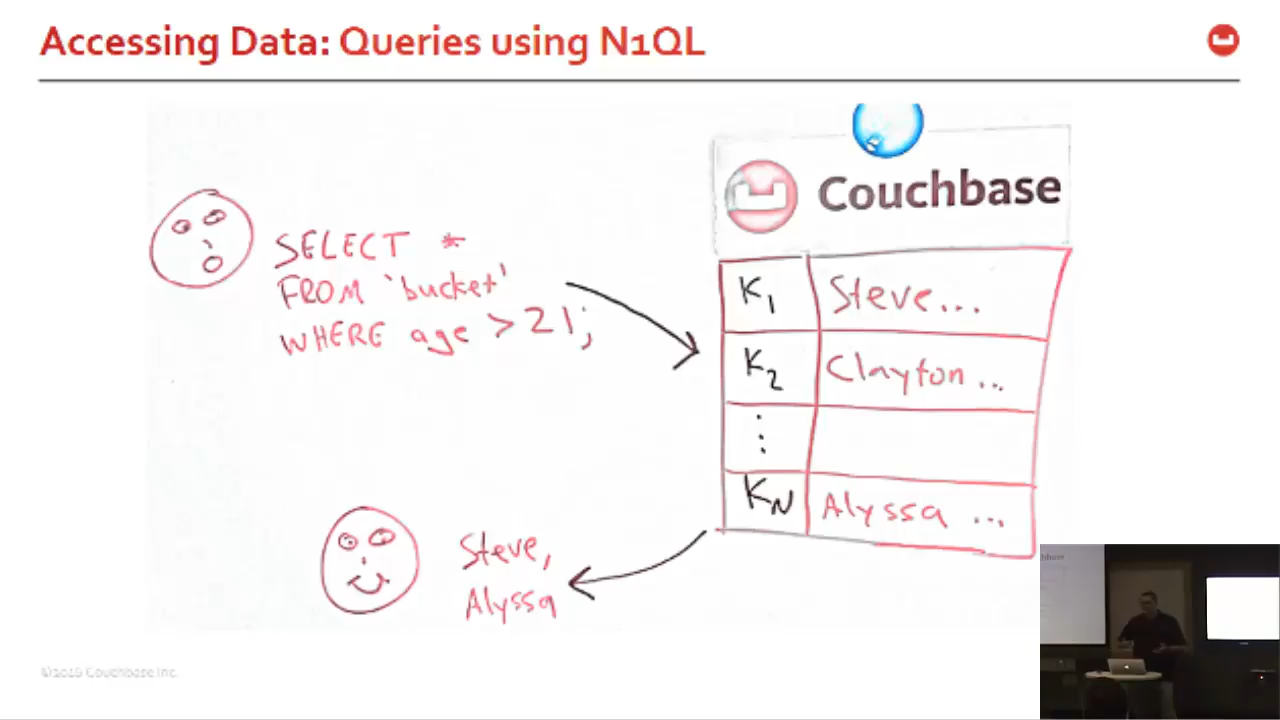 Accessing Data: Queries using N1QL
Couchbase
SELECT *
FROM `bucket'
WHERE age > 21;
K1
Steve...
K2
Clayton ...
⋮
KN
Alyssa ...
Steve,
Alyssa
©2016 Couchbase Inc.